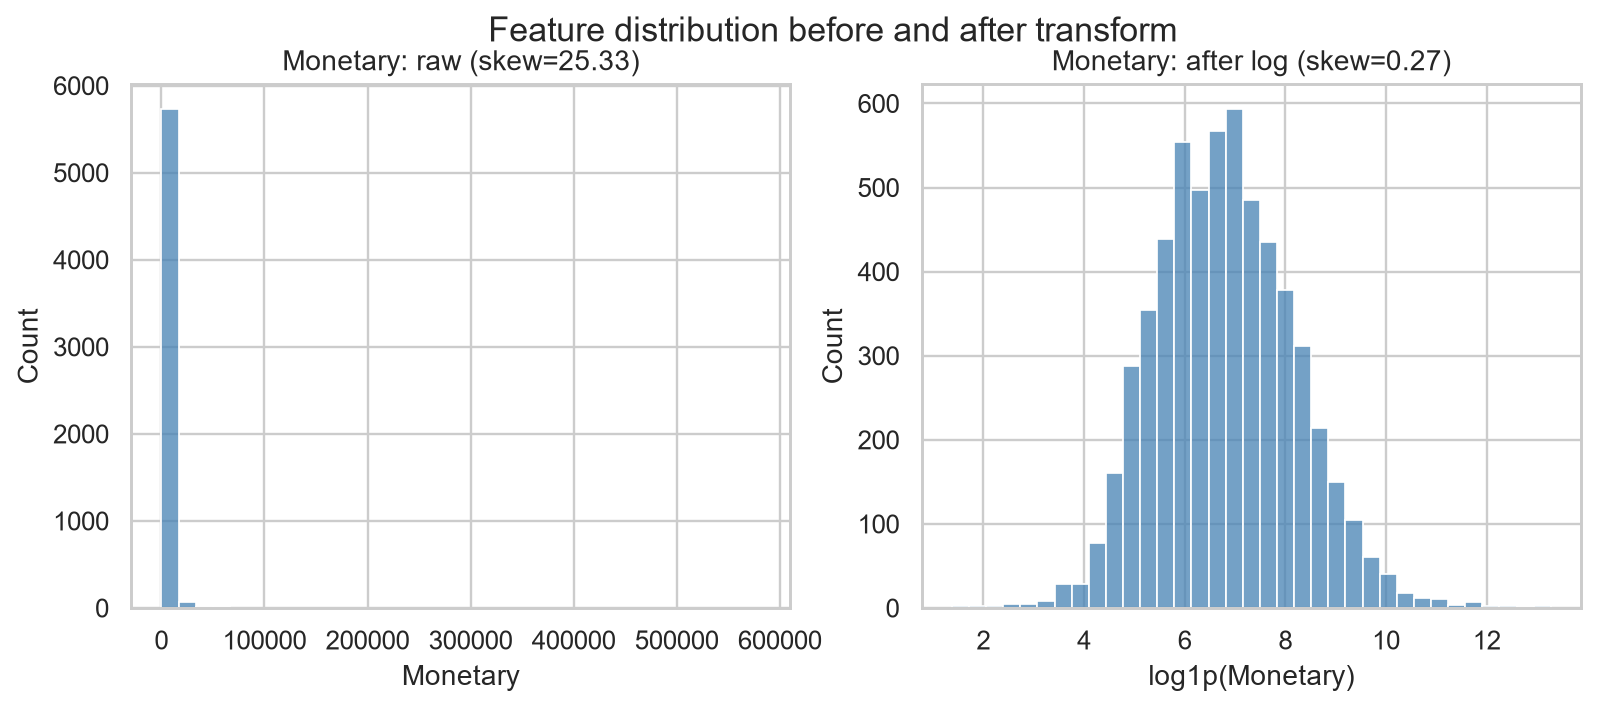 Feature distribution before and after transform
Monetary: raw (skew=25.33)
6000
5000
4000
3000
2000
1000
0
Count
0 100000 200000 300000 400000 500000 600000
Monetary
Monetary: after log (skew=0.27)
600
500
400
300
200
100
0
Count
2 4 6 8 10 12
log1p(Monetary)